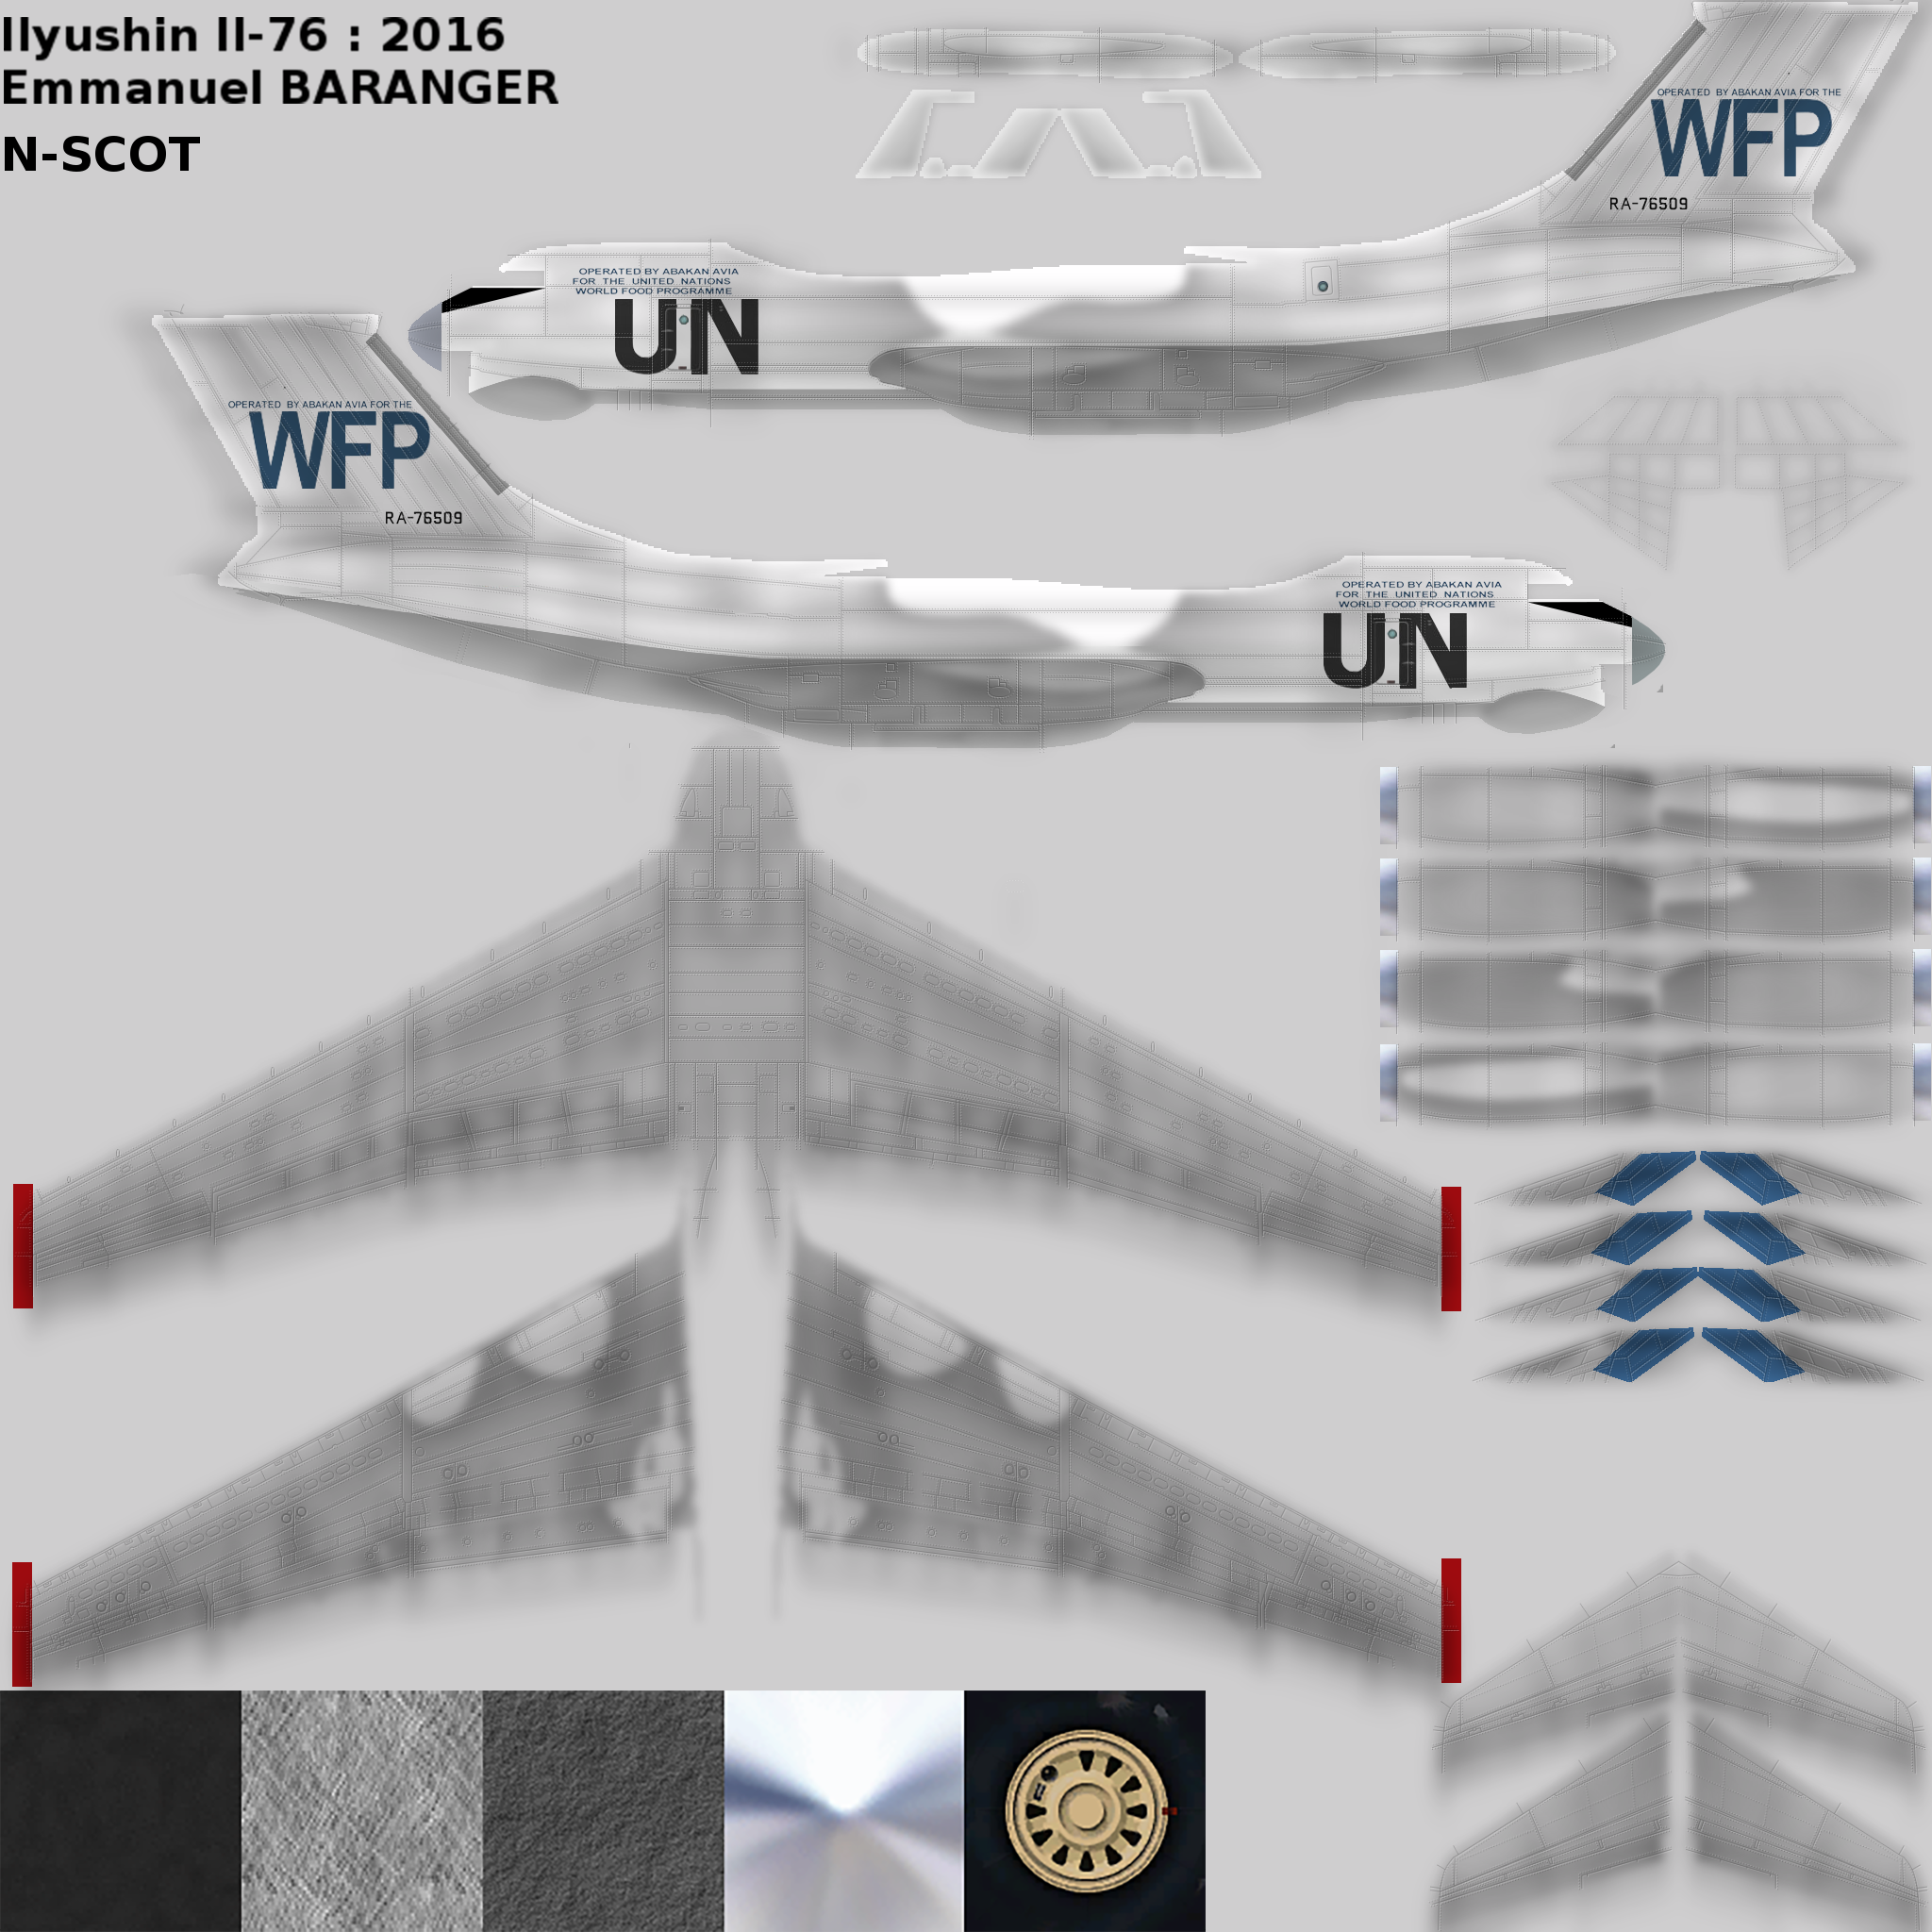 Ilyushin Il-76 : 2016
Emmanuel BARANGER
N-SCOT
OPERATED BY ABAKAN AVIA FOR THE
WFP
RA-76509
OPERATED BY ABAKAN AVIA
FOR THE UNITED NATIONS
WORLD FOOD PROGRAMME
UN
OPERATED BY ABAKAN AVIA FOR THE
WFP
RA-76509
OPERATED BY ABAKAN AVIA
FOR THE UNITED NATIONS
WORLD FOOD PROGRAMME
UN